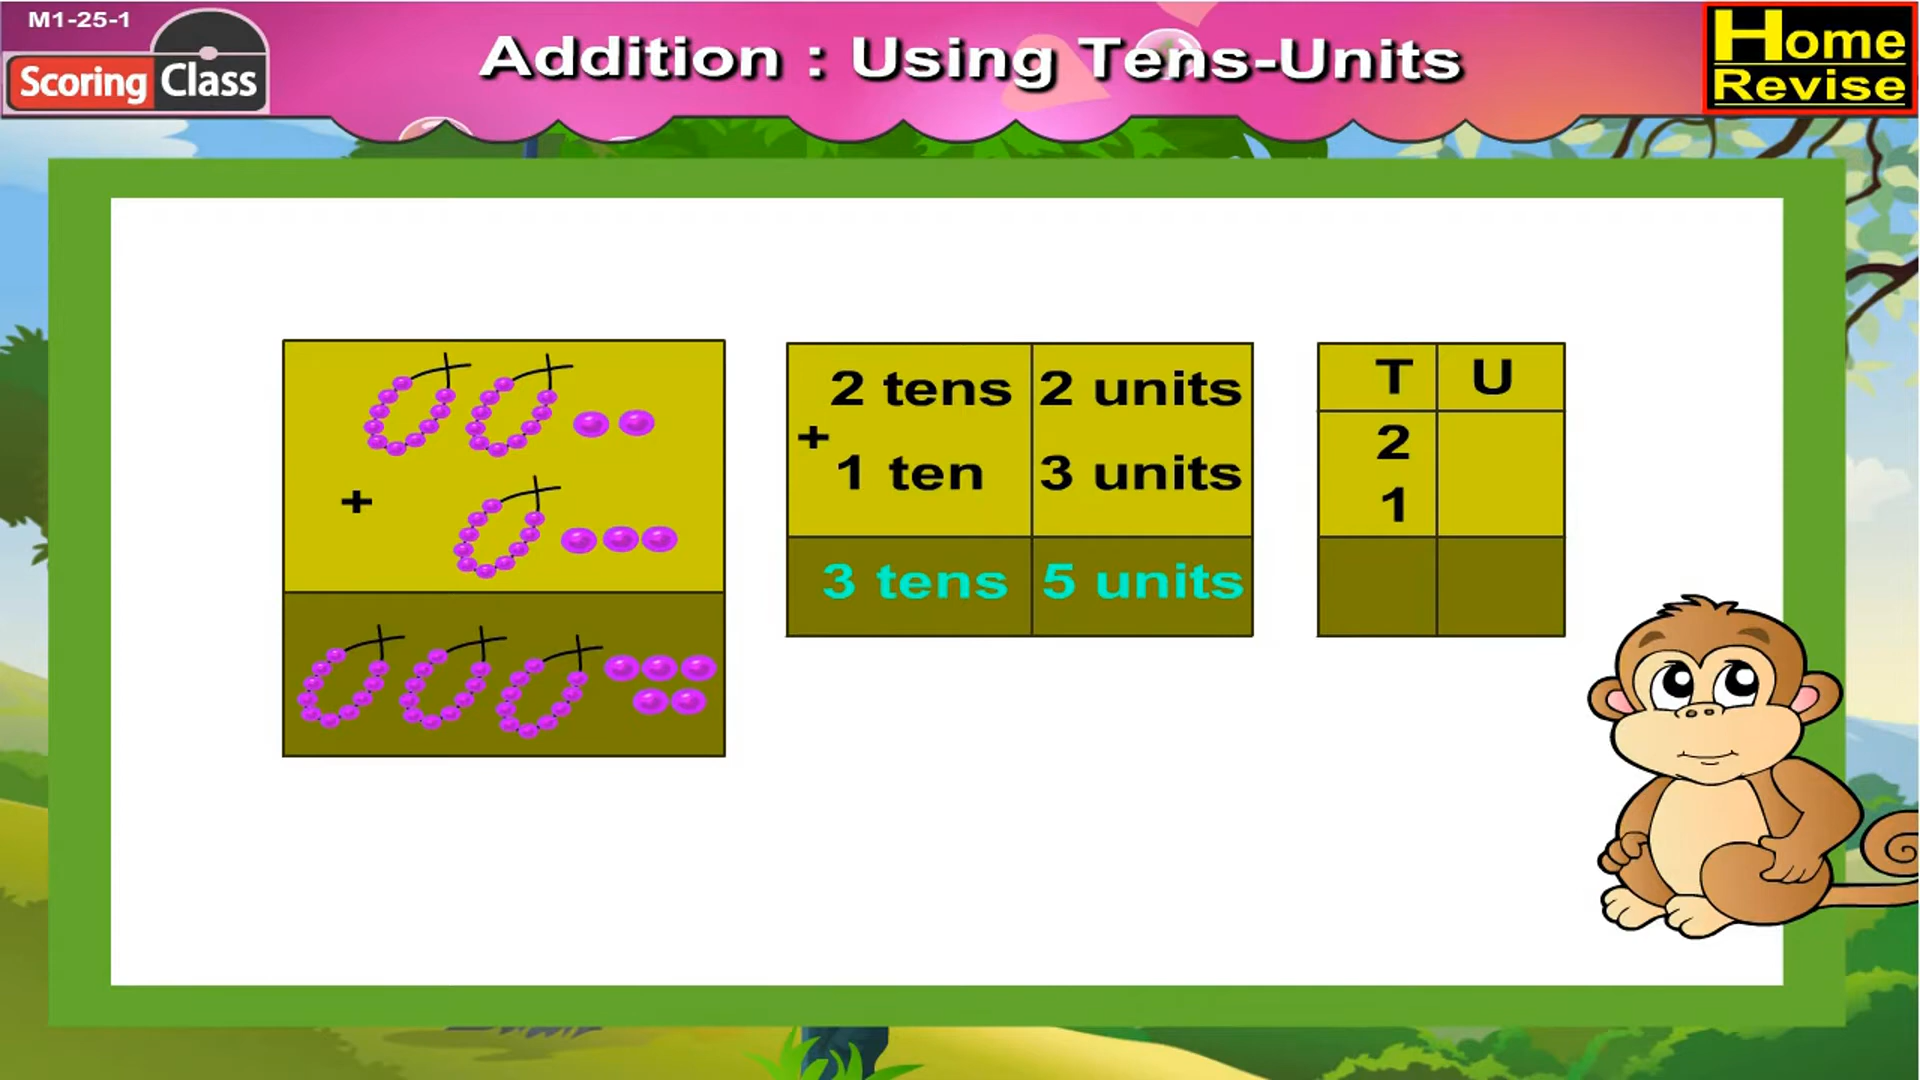 M1-25-1
Scoring Class
Addition : Using Tens-Units
Home
Revise
+
2 tens 2 units
+
1 ten 3 units
3 tens 5 units
T U
2
1